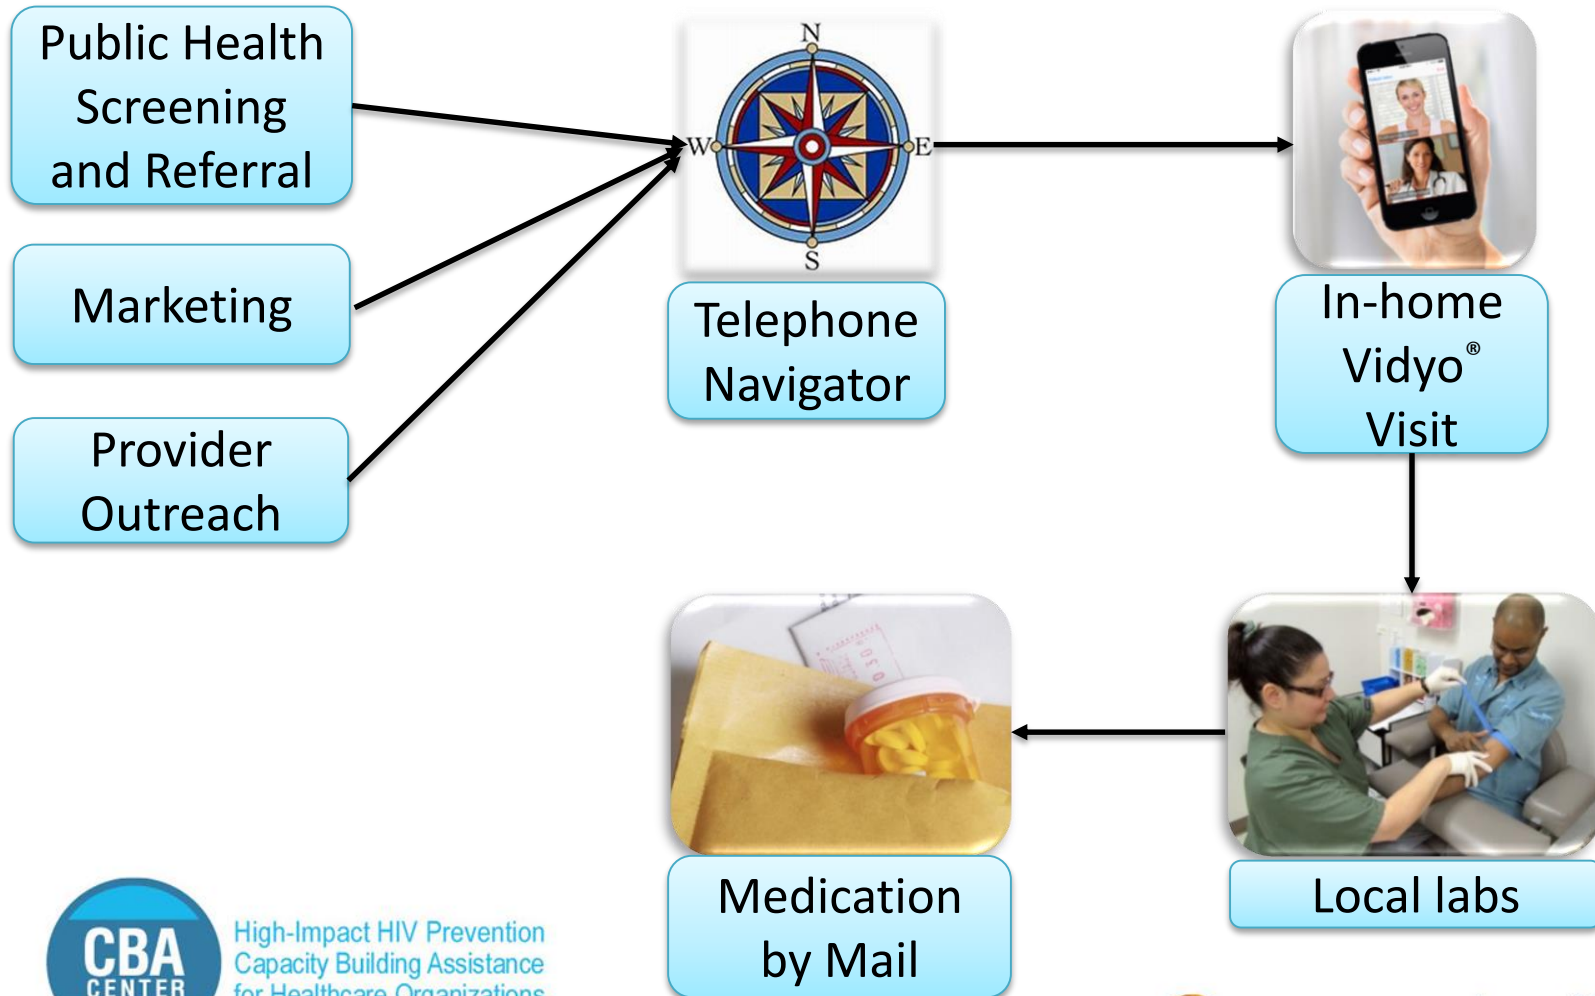 Public Health
Screening
and Referral
Marketing
Provider
Outreach
N
W
E
S
Telephone
Navigator
In-home
Vidyo®
Visit
Local labs
Medication
by Mail
CBA
CENTER
High-Impact HIV Prevention
Capacity Building Assistance
for Healthcare Organizations